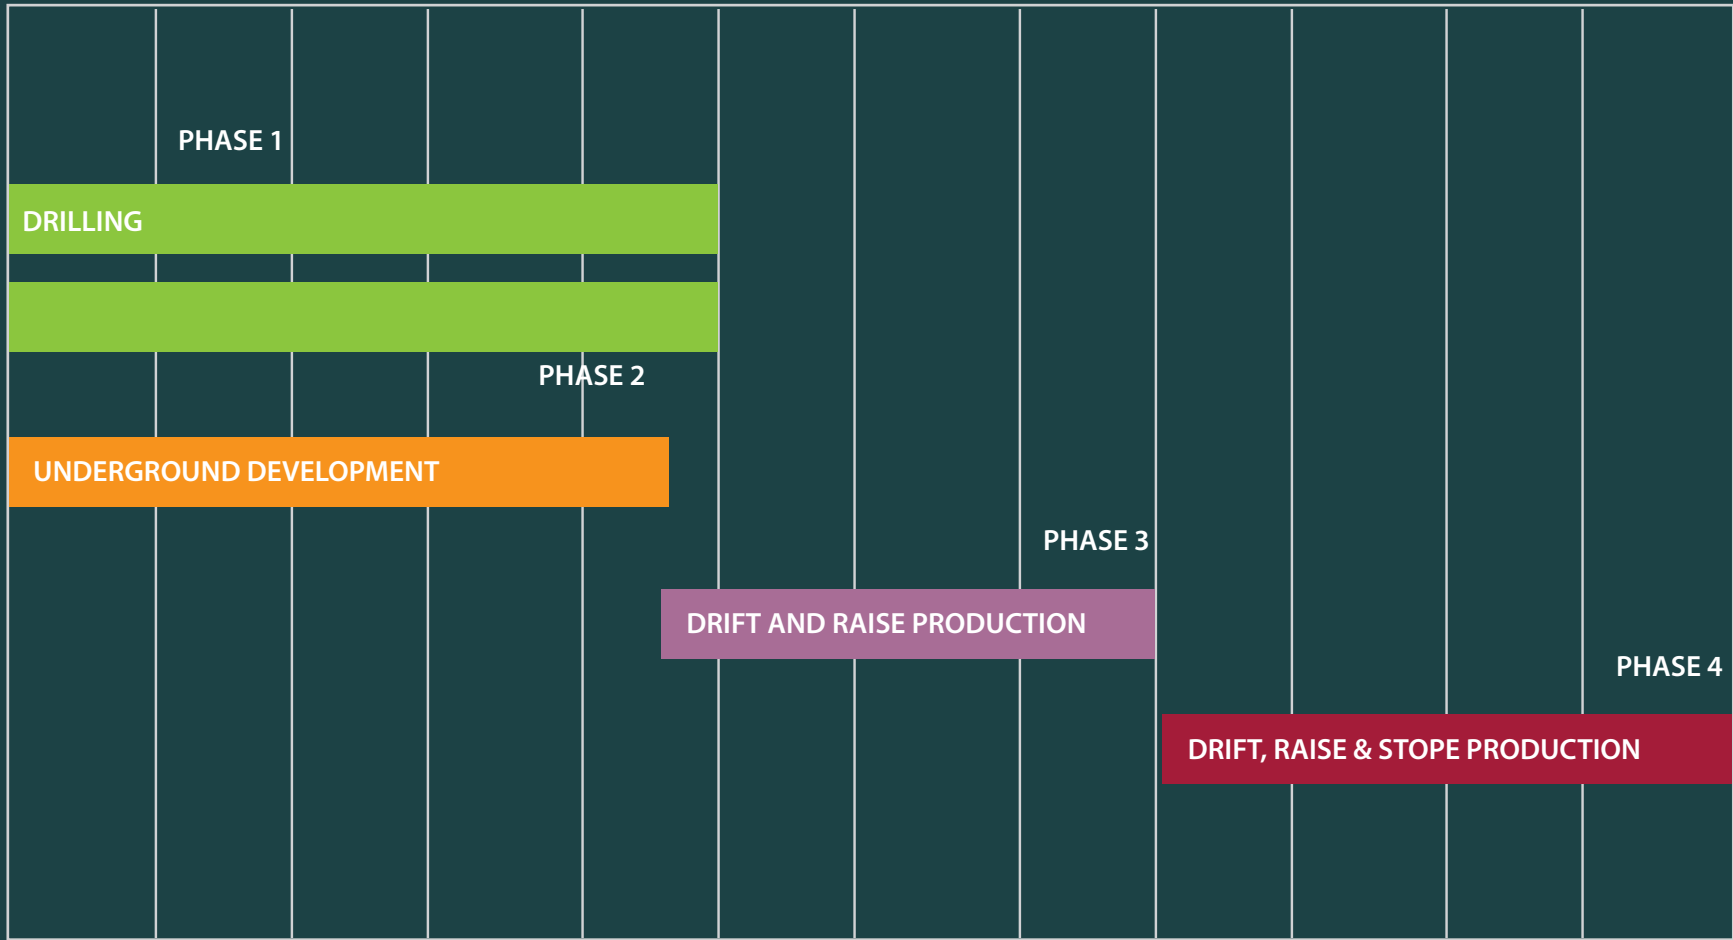 PHASE 1
DRILLING
PHASE 2
UNDERGROUND DEVELOPMENT
PHASE 3
DRIFT AND RAISE PRODUCTION
PHASE 4
DRIFT, RAISE & STOPE PRODUCTION